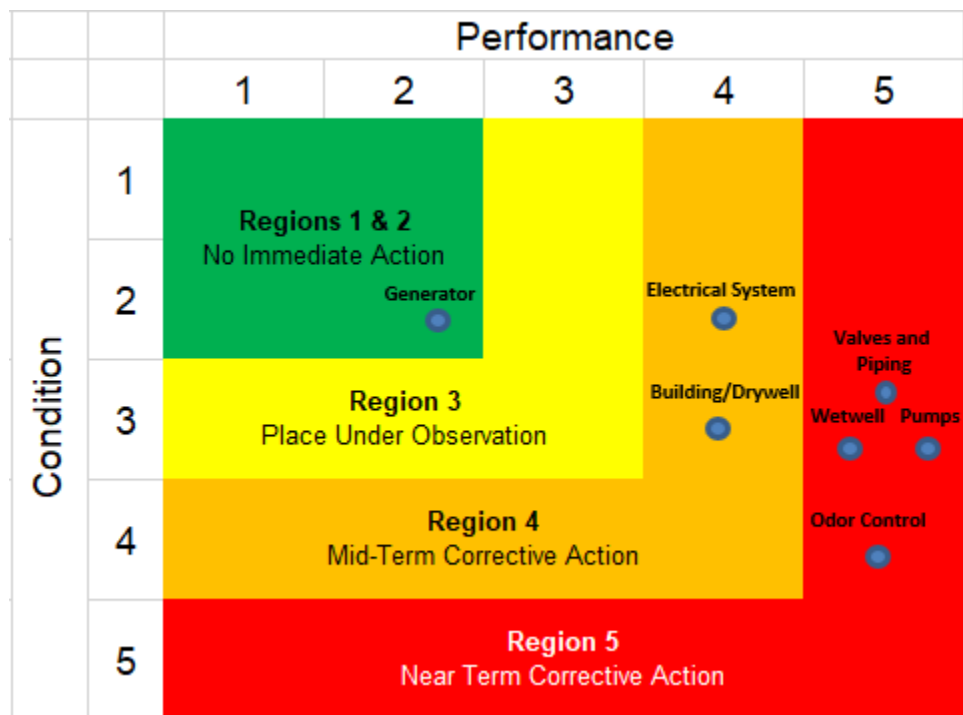 Performance
1 2 3 4 5
Condition
1
Regions 1 & 2
No Immediate Action
2
Generator
Electrical System
Valves and
Piping
3
Region 3
Place Under Observation
Building/Drywell
Wetwell Pumps
4
Region 4
Mid-Term Corrective Action
Odor Control
5
Region 5
Near Term Corrective Action